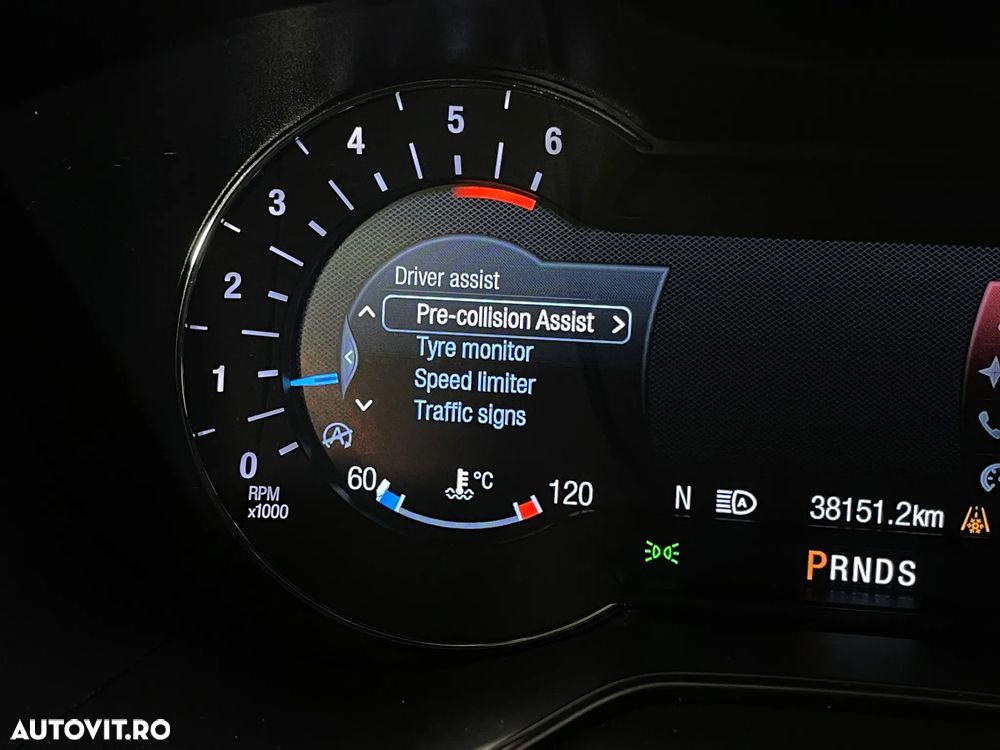 5
4
6
3
2
1
0
RPM
x1000
Driver assist
Pre-collision Assist
Tyre monitor
Speed limiter
Traffic signs
60
°C
120
N
A
38151.2km
PRNDS
AUTOVIT.RO